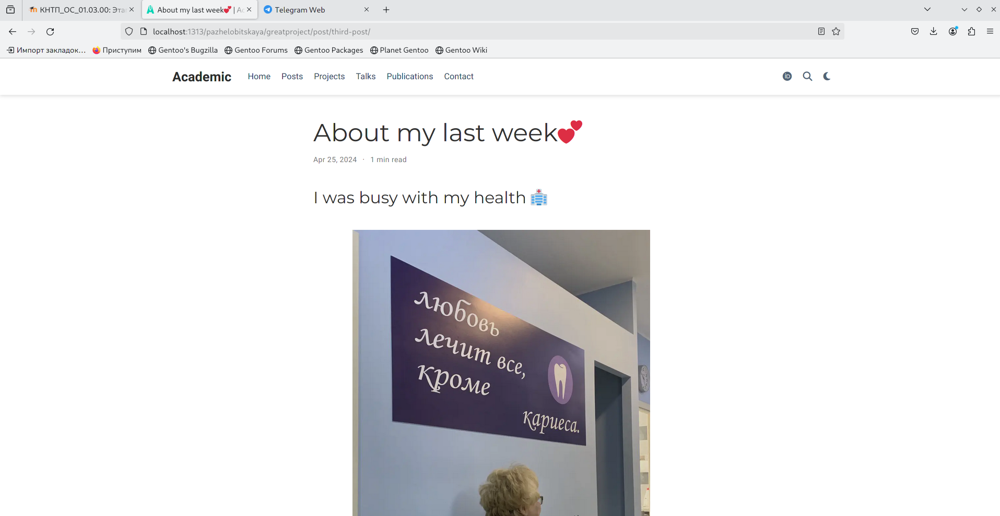 КНТП_ОС_01.03.00: Эта
About my last week💕 | Ac
Telegram Web
localhost:1313/pazhelobitskaya/greatproject/post/third-post/
Импорт закладок…
Приступим
Gentoo's Bugzilla
Gentoo Forums
Gentoo Packages
Planet Gentoo
Gentoo Wiki
Academic
Home
Posts
Projects
Talks
Publications
Contact
iD
About my last week💕
Apr 25, 2024 · 1 min read
I was busy with my health 🏥
любовь
лечит все,
кроме
кариеса.